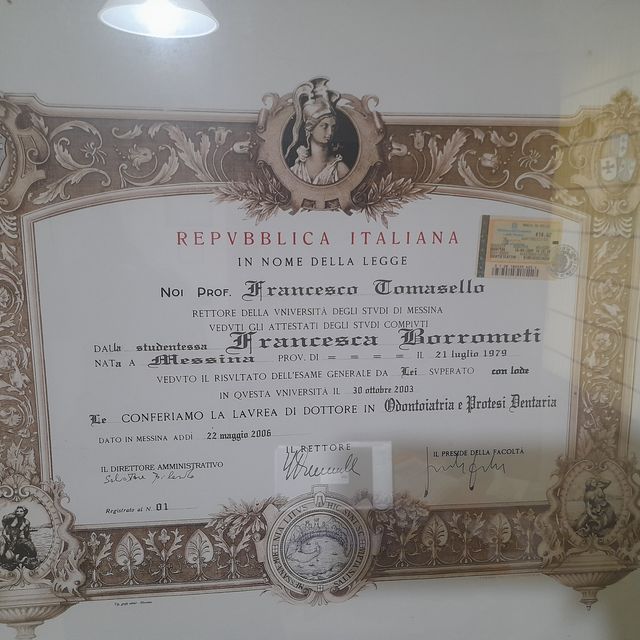 REPVBBLICA ITALIANA
IN NOME DELLA LEGGE
NOI PROF. Francesco Tomasello
RETTORE DELLA VNIVERSITÀ DEGLI STVDI DI MESSINA
VEDVTI GLI ATTESTATI DEGLI STVDI COMPIVTI
DALLa studentessa Francesca Borrometi
NATa A Messina PROV. DI = = = = IL 21 luglio 1979
VEDVTO IL RISVLTATO DELL'ESAME GENERALE DA Lei SVPERATO con lode
IN QVESTA VNIVERSITÀ IL 30 ottobre 2003
Le CONFERIAMO LA LAVREA DI DOTTORE IN Odontoiatria e Protesi Dentaria
DATO IN MESSINA ADDI 22 maggio 2006
IL DIRETTORE AMMINISTRATIVO IL RETTORE IL PRESIDE DELLA FACOLTÀ
Registrato al N. 01